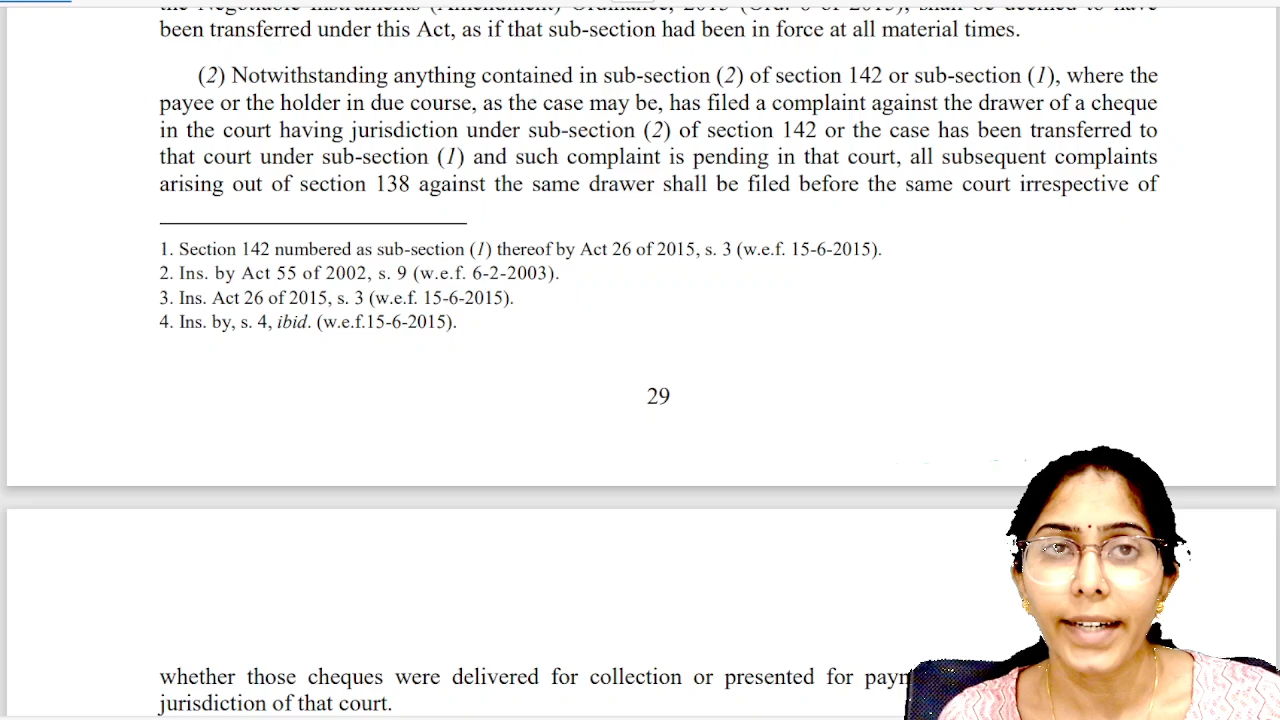 been transferred under this Act, as if that sub-section had been in force at all material times.
(2) Notwithstanding anything contained in sub-section (2) of section 142 or sub-section (1), where the
payee or the holder in due course, as the case may be, has filed a complaint against the drawer of a cheque
in the court having jurisdiction under sub-section (2) of section 142 or the case has been transferred to
that court under sub-section (1) and such complaint is pending in that court, all subsequent complaints
arising out of section 138 against the same drawer shall be filed before the same court irrespective of
1. Section 142 numbered as sub-section (1) thereof by Act 26 of 2015, s. 3 (w.e.f. 15-6-2015).
2. Ins. by Act 55 of 2002, s. 9 (w.e.f. 6-2-2003).
3. Ins. Act 26 of 2015, s. 3 (w.e.f. 15-6-2015).
4. Ins. by, s. 4, ibid. (w.e.f.15-6-2015).
29
whether those cheques were delivered for collection or presented for
jurisdiction of that court.